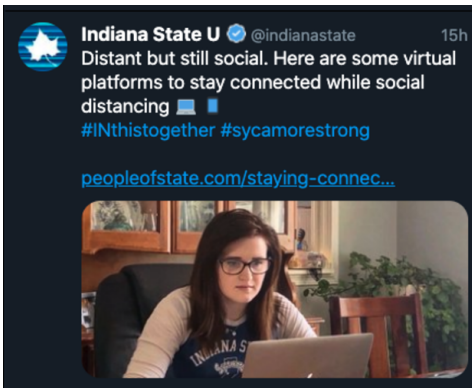 Indiana State U @indianastate 15h
Distant but still social. Here are some virtual
platforms to stay connected while social
distancing 💻 📱
#INthistogether #sycamorestrong
peopleofstate.com/staying-connec...
INDIANA S